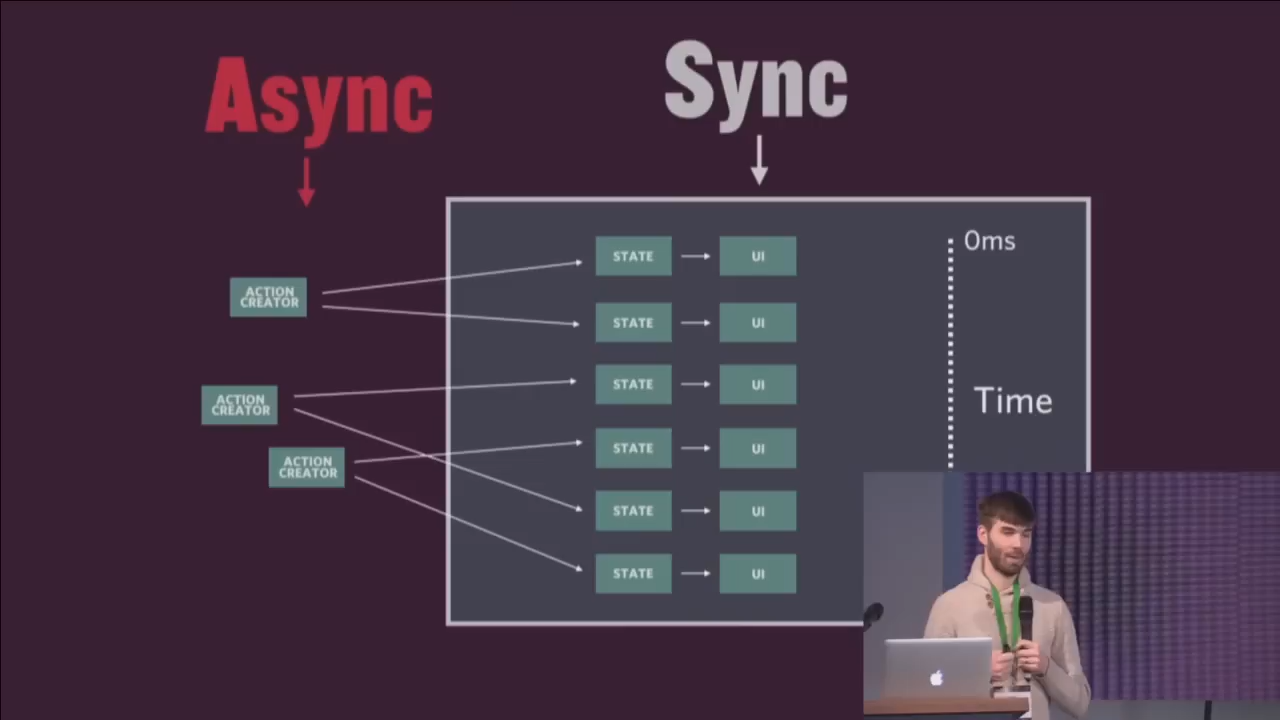 Async
Sync
0ms
STATE
UI
ACTION
CREATOR
STATE
UI
STATE
UI
Time
ACTION
CREATOR
STATE
UI
ACTION
CREATOR
STATE
UI
STATE
UI